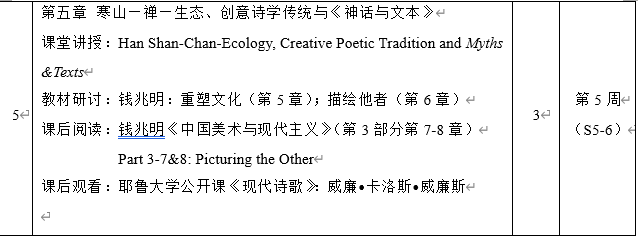 第五章 寒山－禅－生态、创意诗学传统与《神话与文本》
课堂讲授：Han Shan-Chan-Ecology, Creative Poetic Tradition and Myths
&Texts
教材研讨：钱兆明：重塑文化（第 5 章）；描绘他者（第 6 章）
5
课后阅读：钱兆明《中国美术与现代主义》（第 3 部分第 7-8 章）
Part 3-7&8: Picturing the Other
课后观看：耶鲁大学公开课《现代诗歌》：威廉•卡洛斯•威廉斯
3
第 5 周
（S5-6）